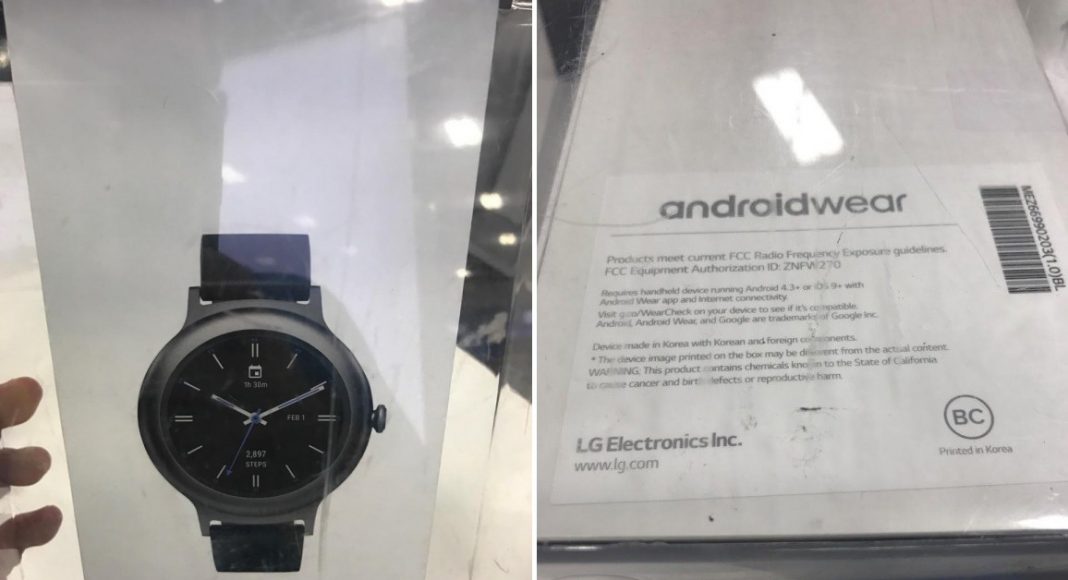 1h 30m
FEB 1
2,897
STEPS
androidwear
Products meet current FCC Radio Frequency Exposure guidelines.
FCC Equipment Authorization ID: ZNFW270
Requires handheld device running Android 4.3+ or iOS 9+ with
Android Wear app and Internet connectivity.
Visit g.co/WearCheck on your device to see if it's compatible.
Android, Android Wear, and Google are trademarks of Google Inc.
Device made in Korea with Korean and foreign components.
* The device image printed on the box may be different from the actual content.
WARNING: This product contains chemicals known to the State of California
to cause cancer and birth defects or reproductive harm.
LG Electronics Inc.
www.lg.com
BC
Printed in Korea
MEZ66990203(1.0)BL